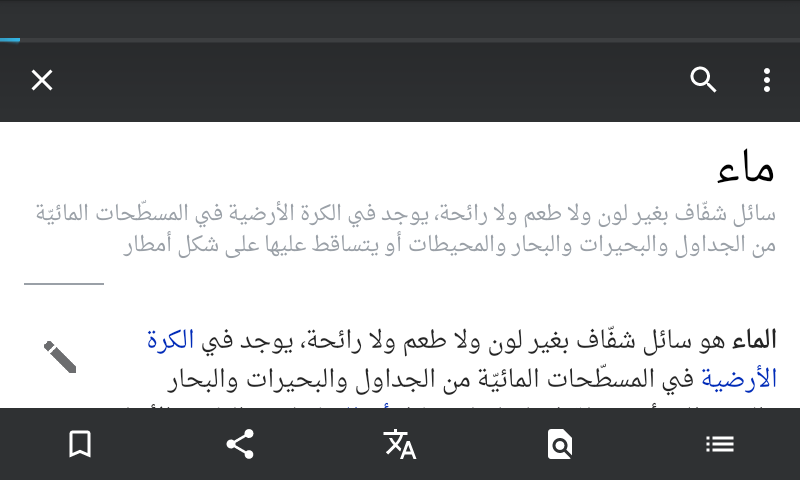 ماء
سائل شفّاف بغير لون ولا طعم ولا رائحة، يوجد في الكرة الأرضية في المسطّحات المائيّة
من الجداول والبحيرات والبحار والمحيطات أو يتساقط عليها على شكل أمطار
الماء هو سائل شفّاف بغير لون ولا طعم ولا رائحة، يوجد في الكرة
الأرضية في المسطّحات المائيّة من الجداول والبحيرات والبحار